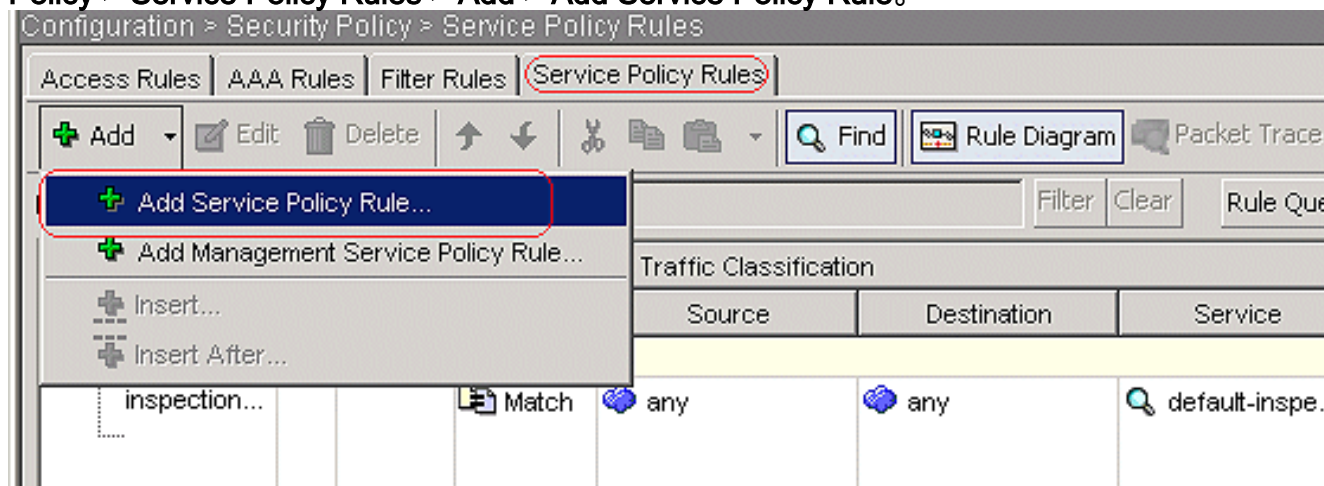 Policy > Service Policy Rules > Add > Add Service Policy Rule。
Configuration > Security Policy > Service Policy Rules
Access Rules AAA Rules Filter Rules Service Policy Rules
Add Edit Delete Find Rule Diagram Packet Trace
Add Service Policy Rule... Filter Clear Rule Que
Add Management Service Policy Rule...
Traffic Classification
Insert... Source Destination Service
Insert After...
inspection... Match any any default-inspe.